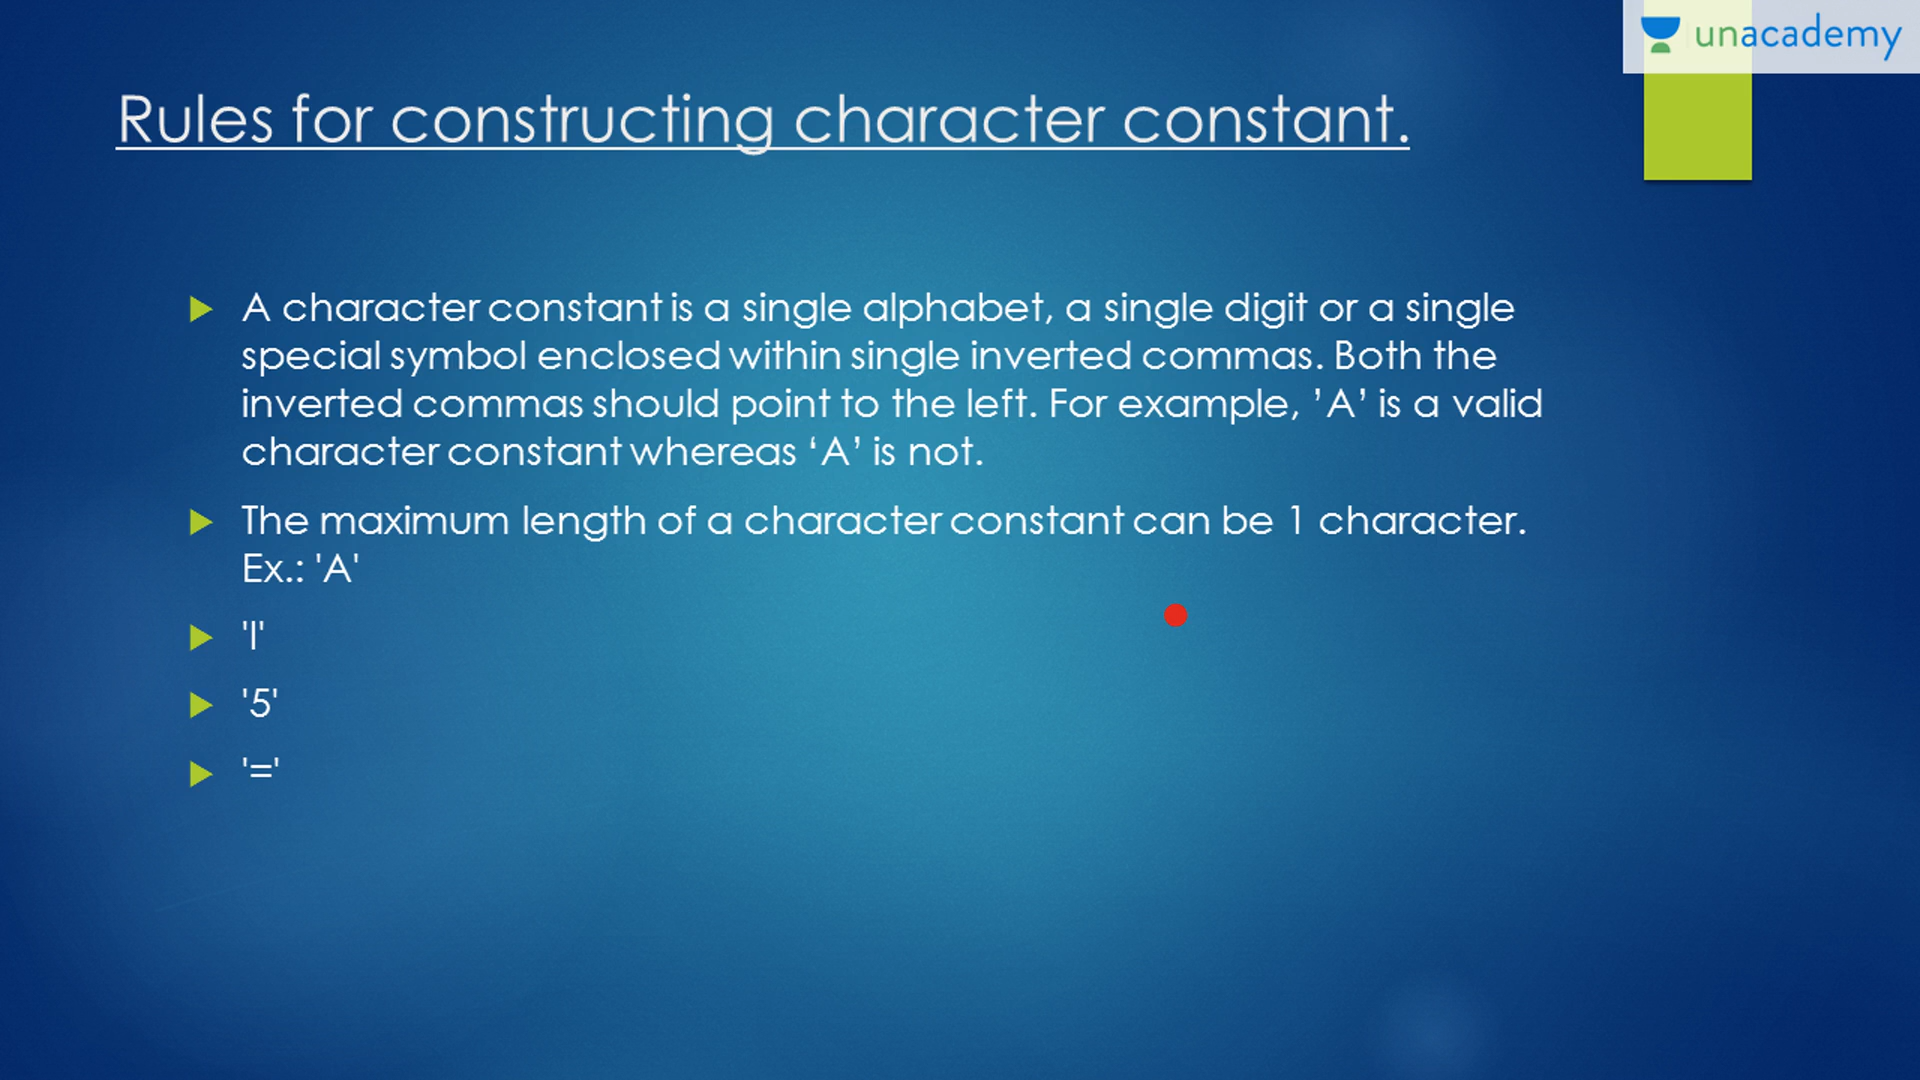 unacademy
Rules for constructing character constant.
A character constant is a single alphabet, a single digit or a single
special symbol enclosed within single inverted commas. Both the
inverted commas should point to the left. For example, ’A’ is a valid
character constant whereas ‘A’ is not.
The maximum length of a character constant can be 1 character.
Ex.: 'A'
'I'
'5'
'='